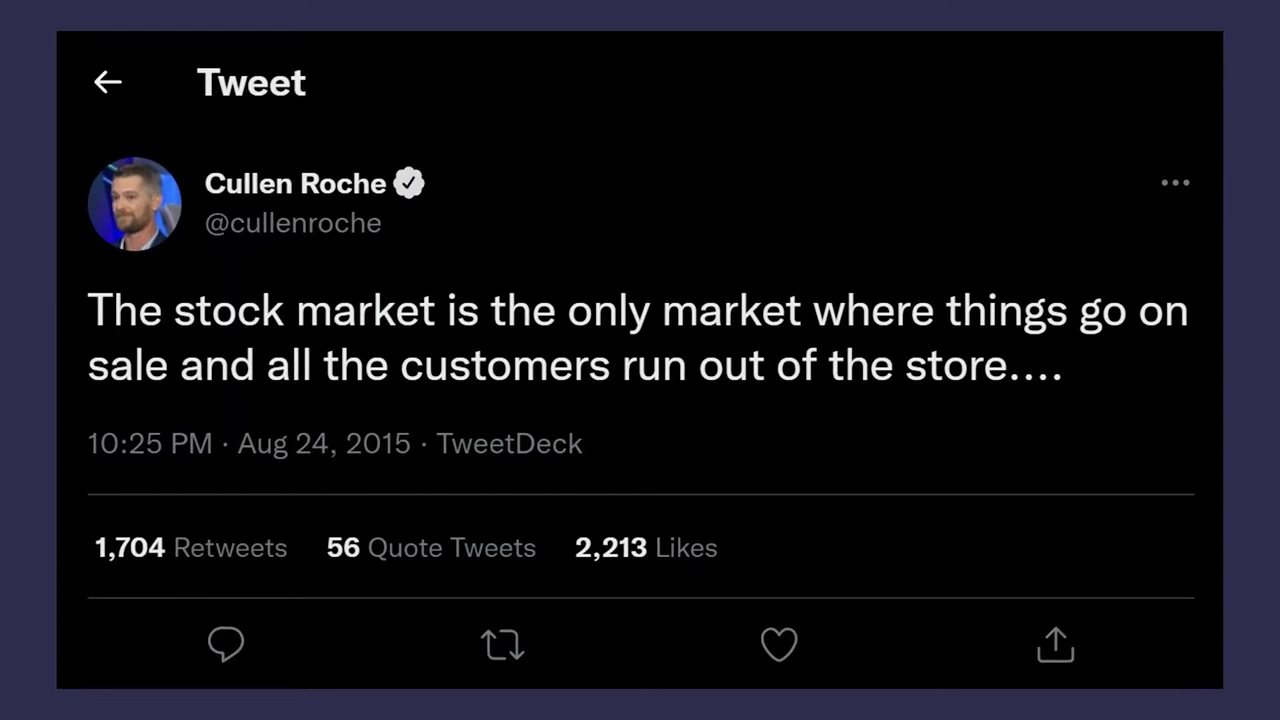 Tweet
Cullen Roche
@cullenroche
The stock market is the only market where things go on
sale and all the customers run out of the store....
10:25 PM · Aug 24, 2015 · TweetDeck
1,704 Retweets 56 Quote Tweets 2,213 Likes